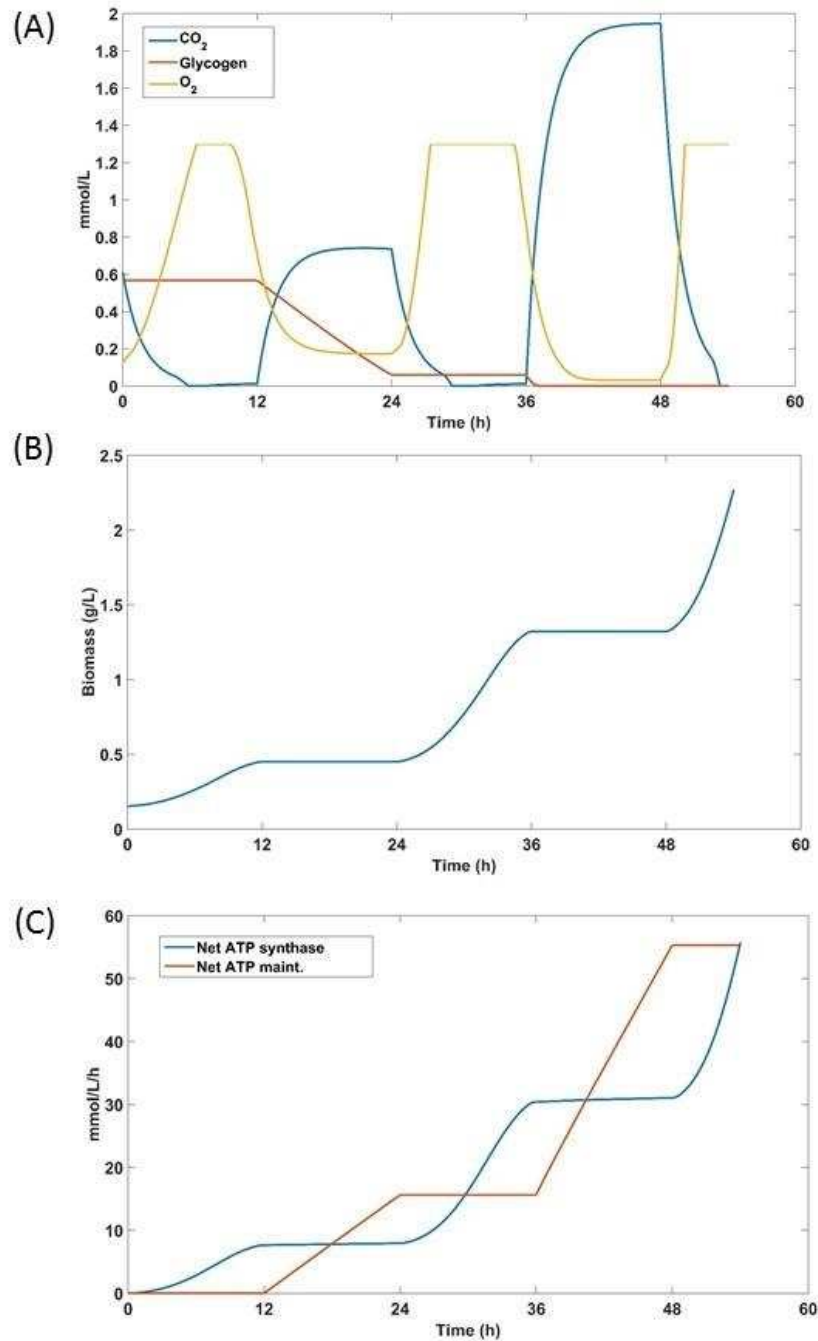 (A)
2
1.8
1.6
1.4
1.2
1
0.8
0.6
0.4
0.2
0
mmol/L
CO2
Glycogen
O2
0 12 24 36 48 60
Time (h)
(B)
2.5
2
1.5
1
0.5
0
Biomass (g/L)
0 12 24 36 48 60
Time (h)
(C)
60
50
40
30
20
10
0
mmol/L/h
Net ATP synthase
Net ATP maint.
0 12 24 36 48 60
Time (h)